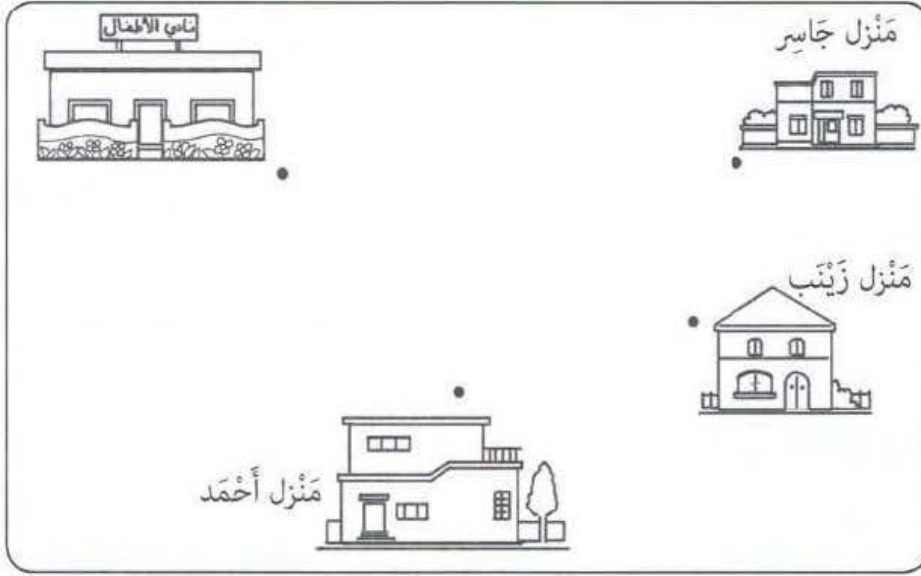 نادي الأطفال
مَنْزِل جَاسِر
مَنْزِل زَيْنَب
مَنْزِل أَحْمَد